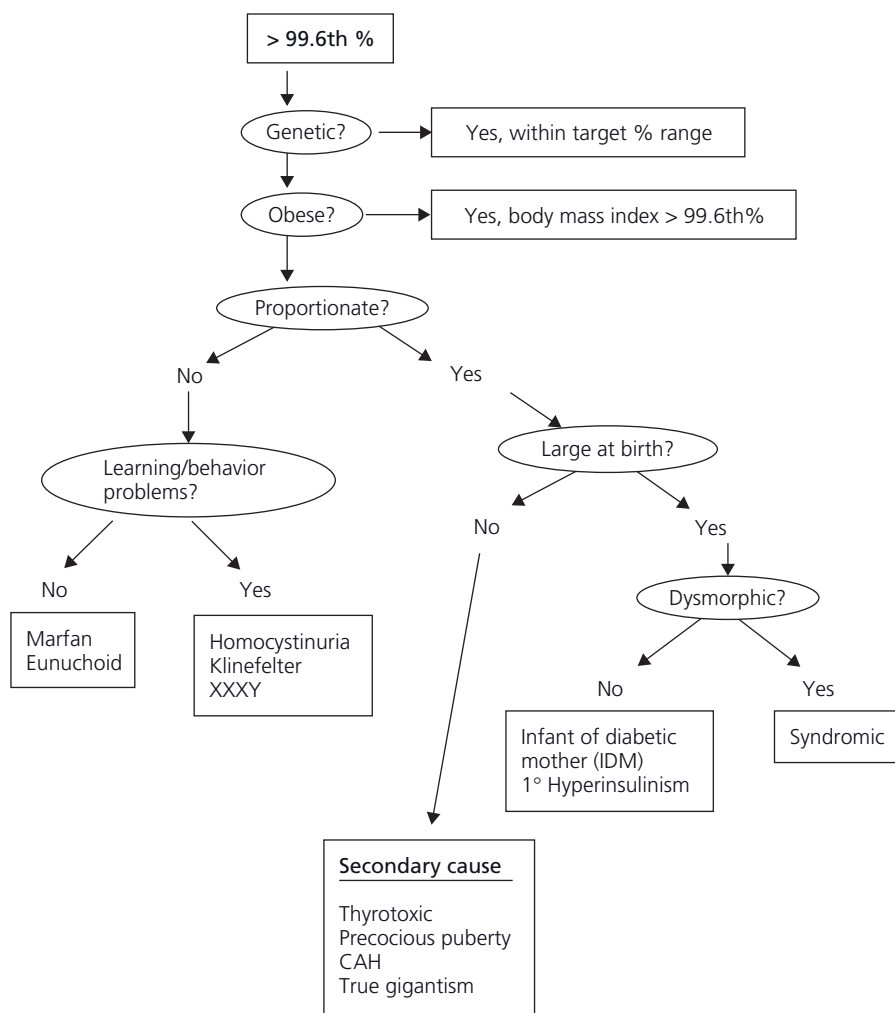 > 99.6th %
Genetic?
Yes, within target % range
Obese?
Yes, body mass index > 99.6th%
Proportionate?
No
Yes
Learning/behavior
problems?
Large at birth?
No
Yes
No
Yes
Dysmorphic?
Marfan
Eunuchoid
Homocystinuria
Klinefelter
XXXY
No
Yes
Infant of diabetic
mother (IDM)
1° Hyperinsulinism
Syndromic
Secondary cause
Thyrotoxic
Precocious puberty
CAH
True gigantism